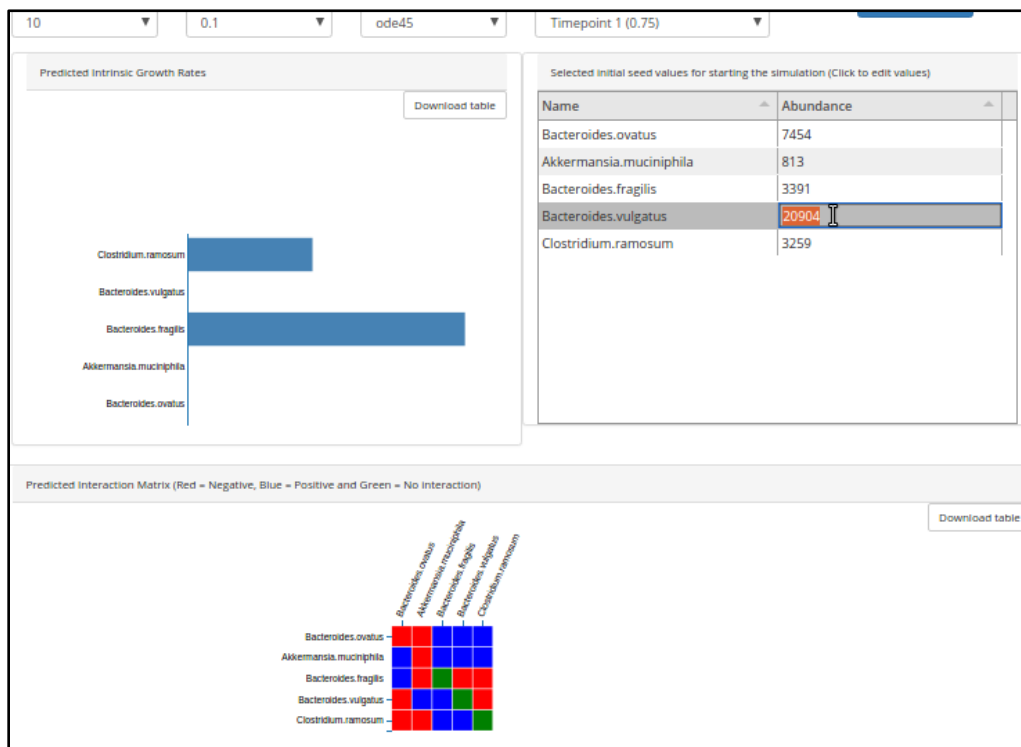 10 ▼ 0.1 ▼ ode45 ▼ Timepoint 1 (0.75) ▼
Predicted Intrinsic Growth Rates
Download table
Clostridium.ramosum
Bacteroides.vulgatus
Bacteroides.fragilis
Akkermansia.muciniphila
Bacteroides.ovatus
Selected initial seed values for starting the simulation (Click to edit values)
Name Abundance
Bacteroides.ovatus 7454
Akkermansia.muciniphila 813
Bacteroides.fragilis 3391
Bacteroides.vulgatus 20904
Clostridium.ramosum 3259
Predicted Interaction Matrix (Red = Negative, Blue = Positive and Green = No interaction)
Download table
Bacteroides.ovatus
Akkermansia.muciniphila
Bacteroides.fragilis
Bacteroides.vulgatus
Clostridium.ramosum
Bacteroides.ovatus
Akkermansia.muciniphila
Bacteroides.fragilis
Bacteroides.vulgatus
Clostridium.ramosum